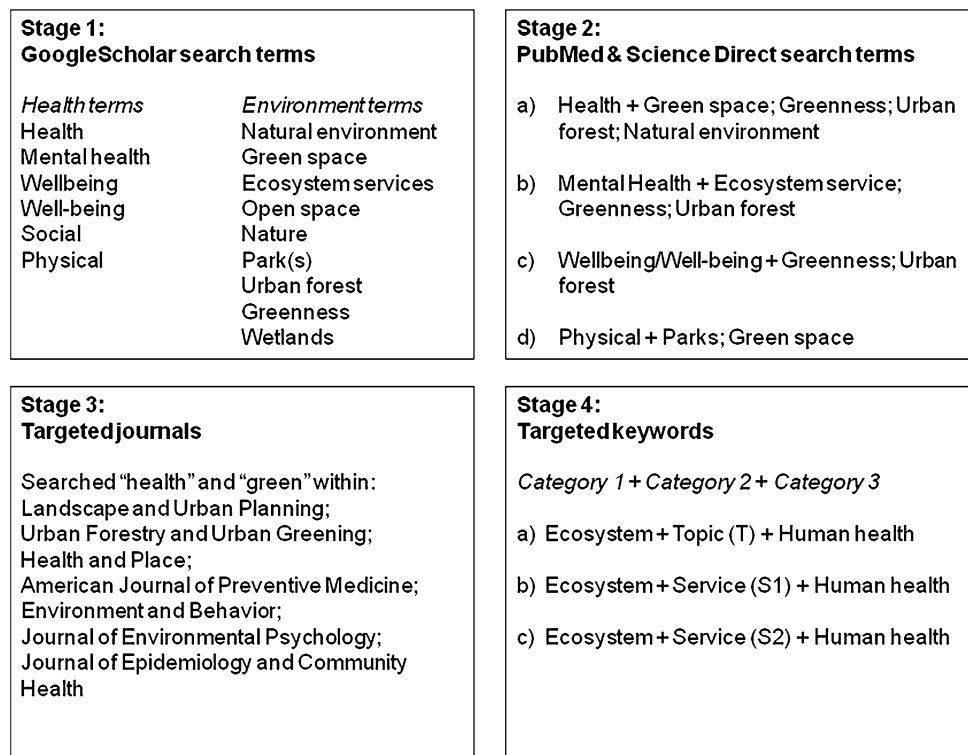 Stage 1:
GoogleScholar search terms
Health terms Environment terms
Health Natural environment
Mental health Green space
Wellbeing Ecosystem services
Well-being Open space
Social Nature
Physical Park(s)
Urban forest
Greenness
Wetlands
Stage 2:
PubMed & Science Direct search terms
a) Health + Green space; Greenness; Urban
forest; Natural environment
b) Mental Health + Ecosystem service;
Greenness; Urban forest
c) Wellbeing/Well-being + Greenness; Urban
forest
d) Physical + Parks; Green space
Stage 3:
Targeted journals
Searched “health” and “green” within:
Landscape and Urban Planning;
Urban Forestry and Urban Greening;
Health and Place;
American Journal of Preventive Medicine;
Environment and Behavior;
Journal of Environmental Psychology;
Journal of Epidemiology and Community
Health
Stage 4:
Targeted keywords
Category 1 + Category 2 + Category 3
a) Ecosystem + Topic (T) + Human health
b) Ecosystem + Service (S1) + Human health
c) Ecosystem + Service (S2) + Human health